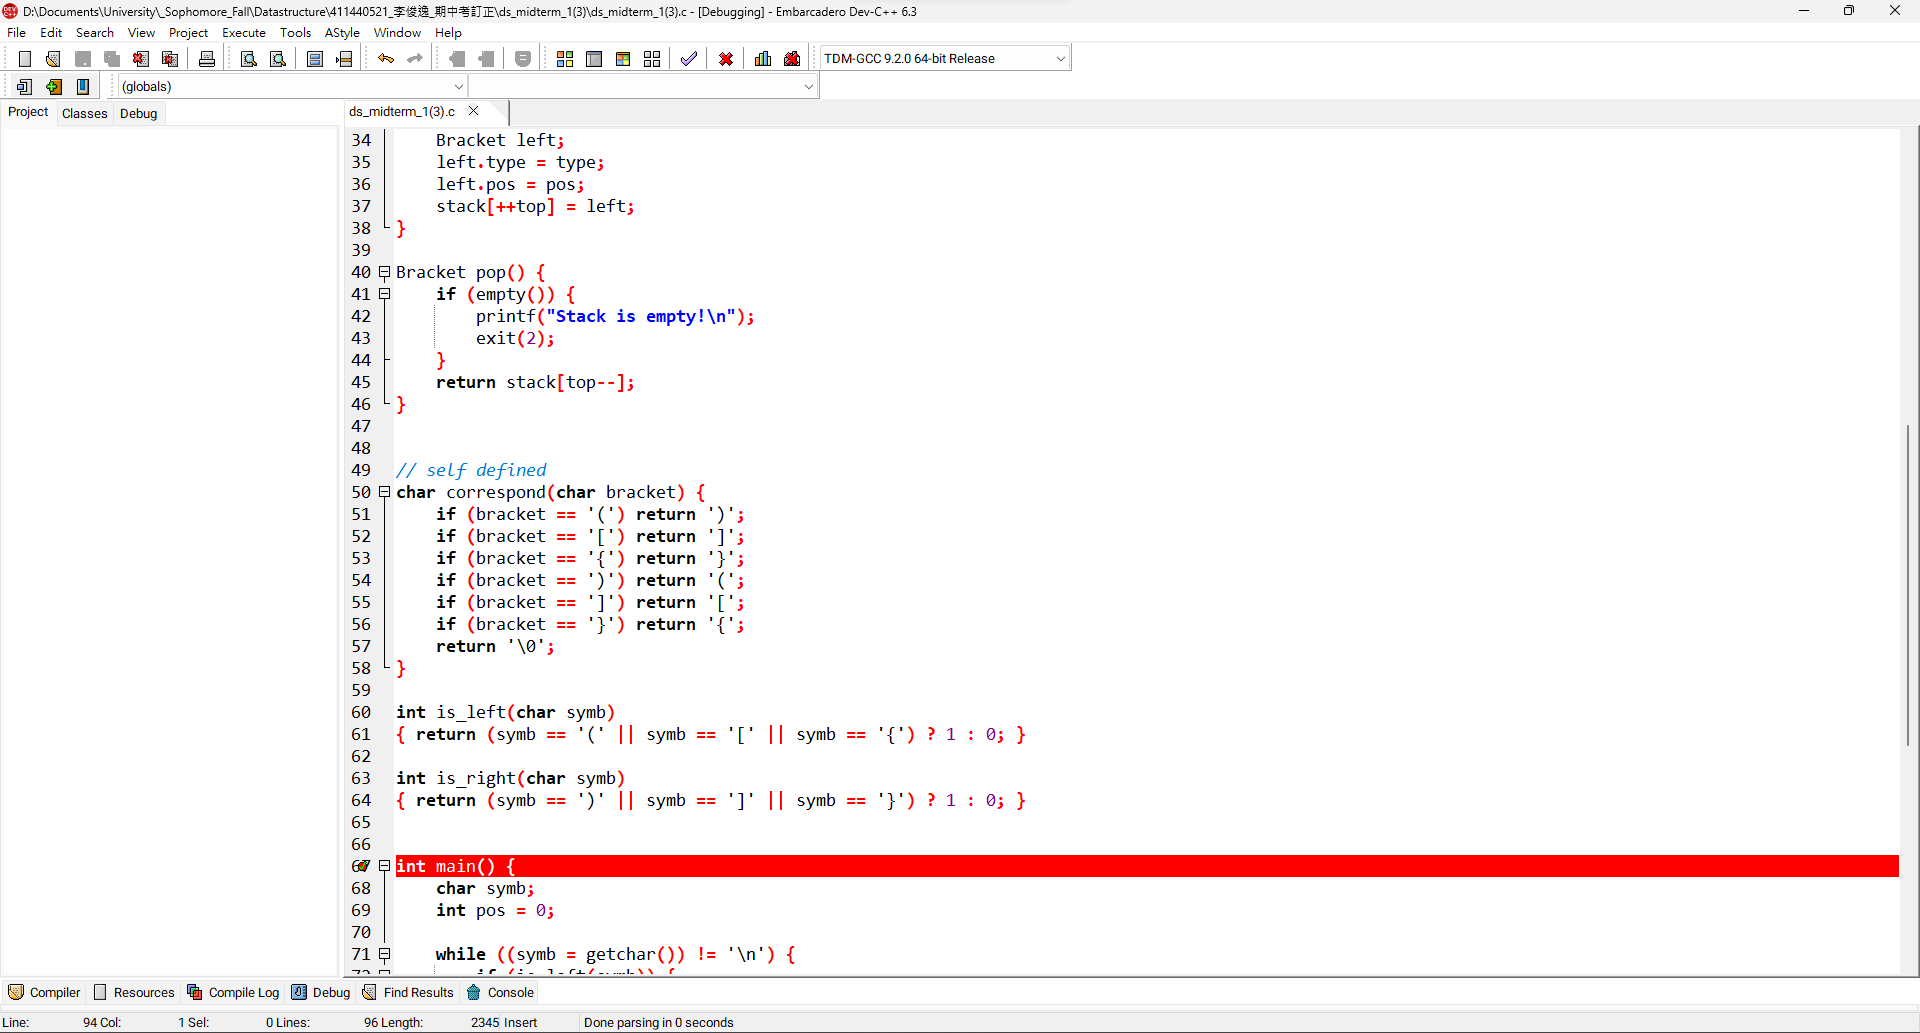 D:\Documents\University\_Sophomore_Fall\Datastructure\411440521_李俊逸_期中考訂正\ds_midterm_1(3)\ds_midterm_1(3).c - [Debugging] - Embarcadero Dev-C++ 6.3
File Edit Search View Project Execute Tools AStyle Window Help
TDM-GCC 9.2.0 64-bit Release
(globals)
Project Classes Debug
ds_midterm_1(3).c
34 Bracket left;
35 left.type = type;
36 left.pos = pos;
37 stack[++top] = left;
38 }
39
40 Bracket pop() {
41 if (empty()) {
42 printf("Stack is empty!\n");
43 exit(2);
44 }
45 return stack[top--];
46 }
47
48
49 // self defined
50 char correspond(char bracket) {
51 if (bracket == '(') return ')';
52 if (bracket == '[') return ']';
53 if (bracket == '{') return '}';
54 if (bracket == ')') return '(';
55 if (bracket == ']') return '[';
56 if (bracket == '}') return '{';
57 return '\0';
58 }
59
60 int is_left(char symb)
61 { return (symb == '(' || symb == '[' || symb == '{') ? 1 : 0; }
62
63 int is_right(char symb)
64 { return (symb == ')' || symb == ']' || symb == '}') ? 1 : 0; }
65
66
67 int main() {
68 char symb;
69 int pos = 0;
70
71 while ((symb = getchar()) != '\n') {
72 if (is_left(symb)) {
Compiler Resources Compile Log Debug Find Results Console
Line: 94 Col: 1 Sel: 0 Lines: 96 Length: 2345 Insert Done parsing in 0 seconds